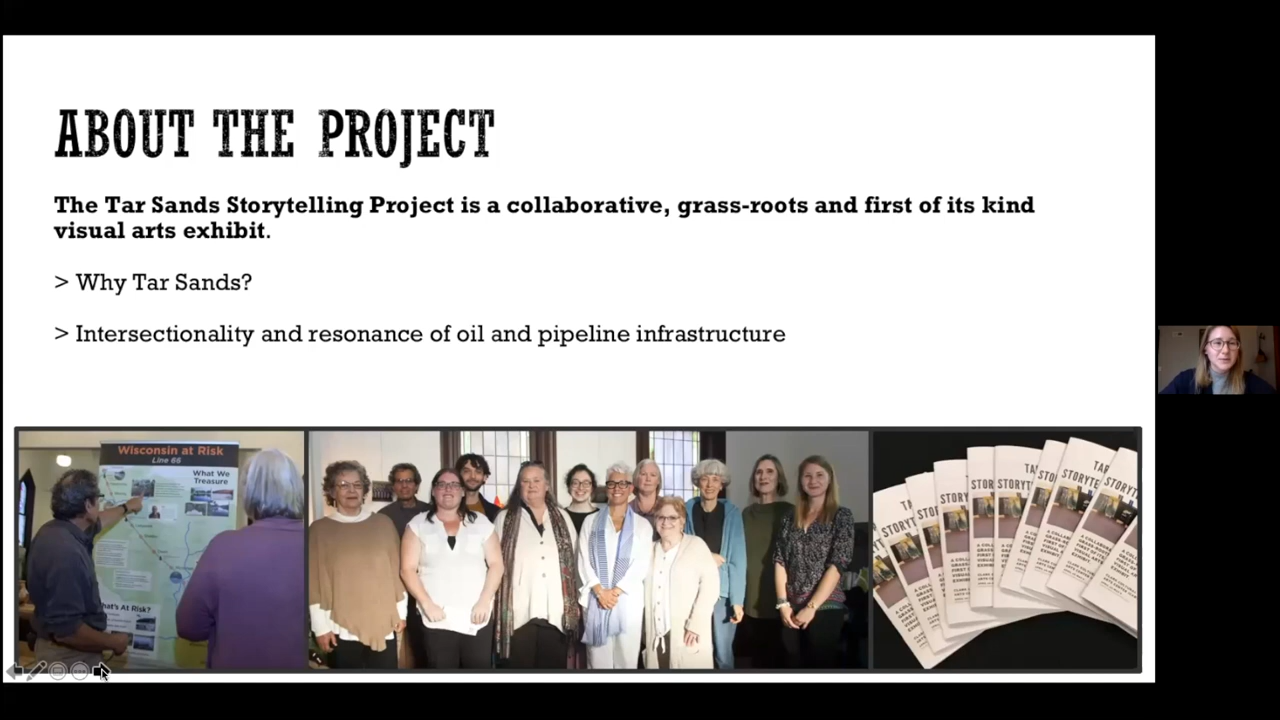 ABOUT THE PROJECT
The Tar Sands Storytelling Project is a collaborative, grass-roots and first of its kind
visual arts exhibit.
> Why Tar Sands?
> Intersectionality and resonance of oil and pipeline infrastructure
Wisconsin at Risk
Line 66
What We
Treasure
What's At Risk?